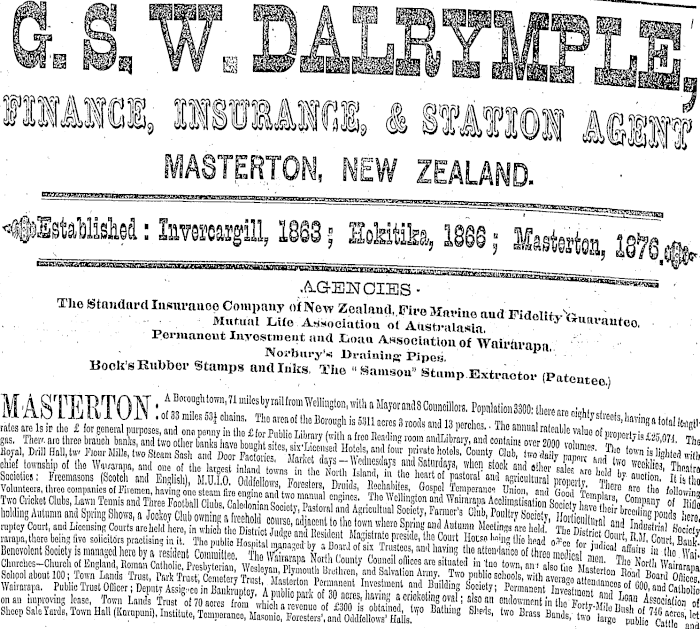 G. S. W. DALRYMPLE,
FINANCE, INSURANCE, & STATION AGENT
MASTERTON, NEW ZEALAND.
Established : Invercargill, 1863 ; Hokitika, 1866 ; Masterton, 1876.
AGENCIES.
The Standard Insurance Company of New Zealand, Fire Marine and Fidelity Guarantee.
Mutual Life Association of Australasia.
Permanent Investment and Loan Association of Wairarapa.
Norbury's Draining Pipes.
Bock's Rubber Stamps and Inks. The "Samson" Stamp Extractor (Patentee.)
MASTERTON: A Borough town, 71 miles by rail from Wellington, with a Mayor and 8 Councillors. Population 3300: there are eighty streets, having a total length
of 33 miles 53½ chains. The area of the Borough is 5311 acres 3 roods and 13 perches. The annual rateable value of property is £25,074. The
rates are 1s in the £ for general purposes, and one penny in the £ for Public Library (with a free Reading room and Library, and contains over 2000 volumes. The town is lighted with
gas. There are three branch banks, and two other banks have bought sites, six Licensed Hotels, and four private hotels, County Club, two daily papers and two weeklies, Theatre
Royal, Drill Hall, two Flour Mills, two Steam Sash and Door Factories. Market days—Wednesdays and Saturdays, when stock and other sales are held by auction. It is the
chief township of the Wairarapa, and one of the largest inland towns in the North Island, in the heart of pastoral and agricultural property. There are the following
Societies: Freemasons (Scotch and English), M.U.I.O. Oddfellows, Foresters, Druids, Rechabites, Gospel Temperance Union, and Good Templars, Company of Rifle
Volunteers, three companies of Firemen, having one steam fire engine and two manual engines. The Wellington and Wairarapa Acclimatisation Society have their breeding ponds here,
Two Cricket Clubs, Lawn Tennis and Three Football Clubs, Caledonian Society, Pastoral and Agricultural Society, Farmer's Club, Poultry Society, Horticultural and Industrial Society
holding Autumn and Spring Shows, a Jockey Club owning a freehold course, adjacent to the town where Spring and Autumn Meetings are held. The District Court, R.M. Court, Bank-
ruptcy Court, and Licensing Courts are held here, in which the District Judge and Resident Magistrate preside, the Court House being the head office for judical affairs in the Wai-
rarapa, there being five solicitors practising in it. The public Hospital managed by a Board of six Trustees, and having the attendance of three medical men. The North Wairarapa
Benevolent Society is managed here by a resident Committee. The Wairarapa North County Council offices are situated in the town, and also the Masterton Road Board Offices,
Churches—Church of England, Roman Catholic, Presbyterian, Wesleyan, Plymouth Brethren, and Salvation Army. Two public schools, with average attendances of 600, and Catholic
School about 100; Town Lands Trust, Park Trust, Cemetery Trust, Masterton Permanent Investment and Building Society; Permanent Investment and Loan Association of
Wairarapa. Public Trust Officer; Deputy Assignee in Bankruptcy. A public park of 30 acres, having a cricketing oval; also an endowment in the Forty-Mile Bush of 746 acres, let
on an improving lease, Town Lands Trust of 70 acres from which a revenue of £300 is obtained, two Bathing Sheds, two Brass Bands, two large public Cattle and
Sheep Sale Yards, Town Hall (Kuripuni), Institute, Temperance, Masonic, Foresters', and Oddfellows' Halls.